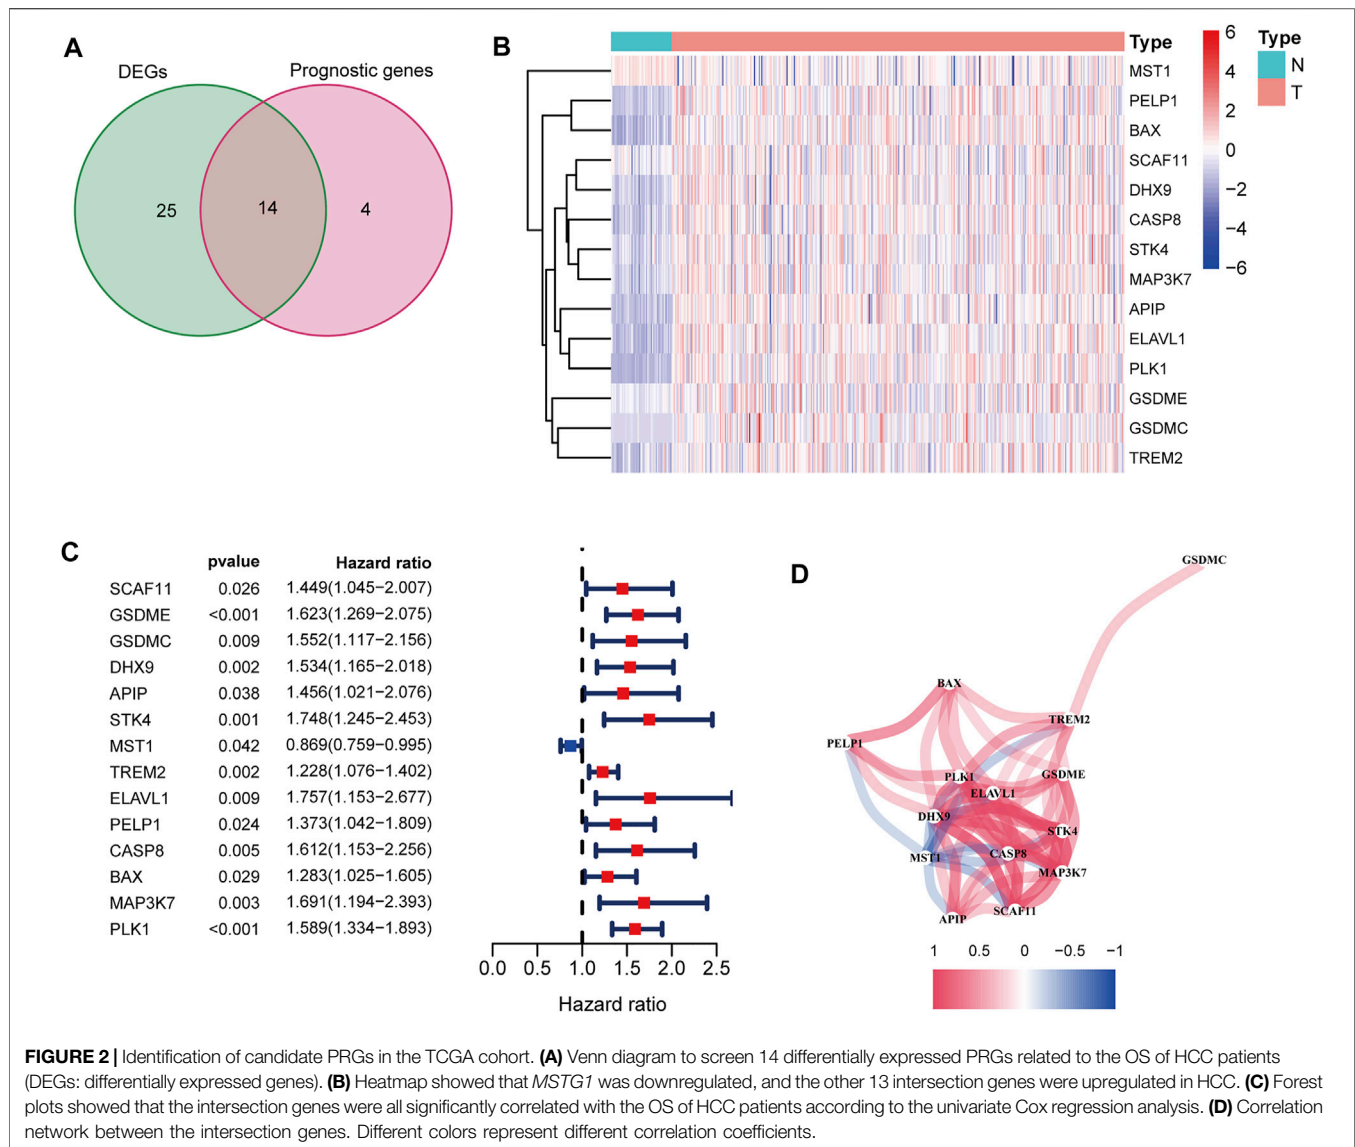 A
DEGs
Prognostic genes
25
14
4
B
Type
MST1
PELP1
BAX
SCAF11
DHX9
CASP8
STK4
MAP3K7
APIP
ELAVL1
PLK1
GSDME
GSDMC
TREM2
6
4
2
0
−2
−4
−6
Type
N
T
C
pvalue Hazard ratio
SCAF11 0.026 1.449(1.045−2.007)
GSDME <0.001 1.623(1.269−2.075)
GSDMC 0.009 1.552(1.117−2.156)
DHX9 0.002 1.534(1.165−2.018)
APIP 0.038 1.456(1.021−2.076)
STK4 0.001 1.748(1.245−2.453)
MST1 0.042 0.869(0.759−0.995)
TREM2 0.002 1.228(1.076−1.402)
ELAVL1 0.009 1.757(1.153−2.677)
PELP1 0.024 1.373(1.042−1.809)
CASP8 0.005 1.612(1.153−2.256)
BAX 0.029 1.283(1.025−1.605)
MAP3K7 0.003 1.691(1.194−2.393)
PLK1 <0.001 1.589(1.334−1.893)
0.0 0.5 1.0 1.5 2.0 2.5
Hazard ratio
D
GSDMC
BAX
TREM2
PELP1
PLK1
GSDME
ELAVL1
DHX9
STK4
MST1
CASP8
MAP3K7
APIP
SCAF11
1 0.5 0 −0.5 −1
FIGURE 2 | Identification of candidate PRGs in the TCGA cohort. (A) Venn diagram to screen 14 differentially expressed PRGs related to the OS of HCC patients
(DEGs: differentially expressed genes). (B) Heatmap showed that MSTG1 was downregulated, and the other 13 intersection genes were upregulated in HCC. (C) Forest
plots showed that the intersection genes were all significantly correlated with the OS of HCC patients according to the univariate Cox regression analysis. (D) Correlation
network between the intersection genes. Different colors represent different correlation coefficients.